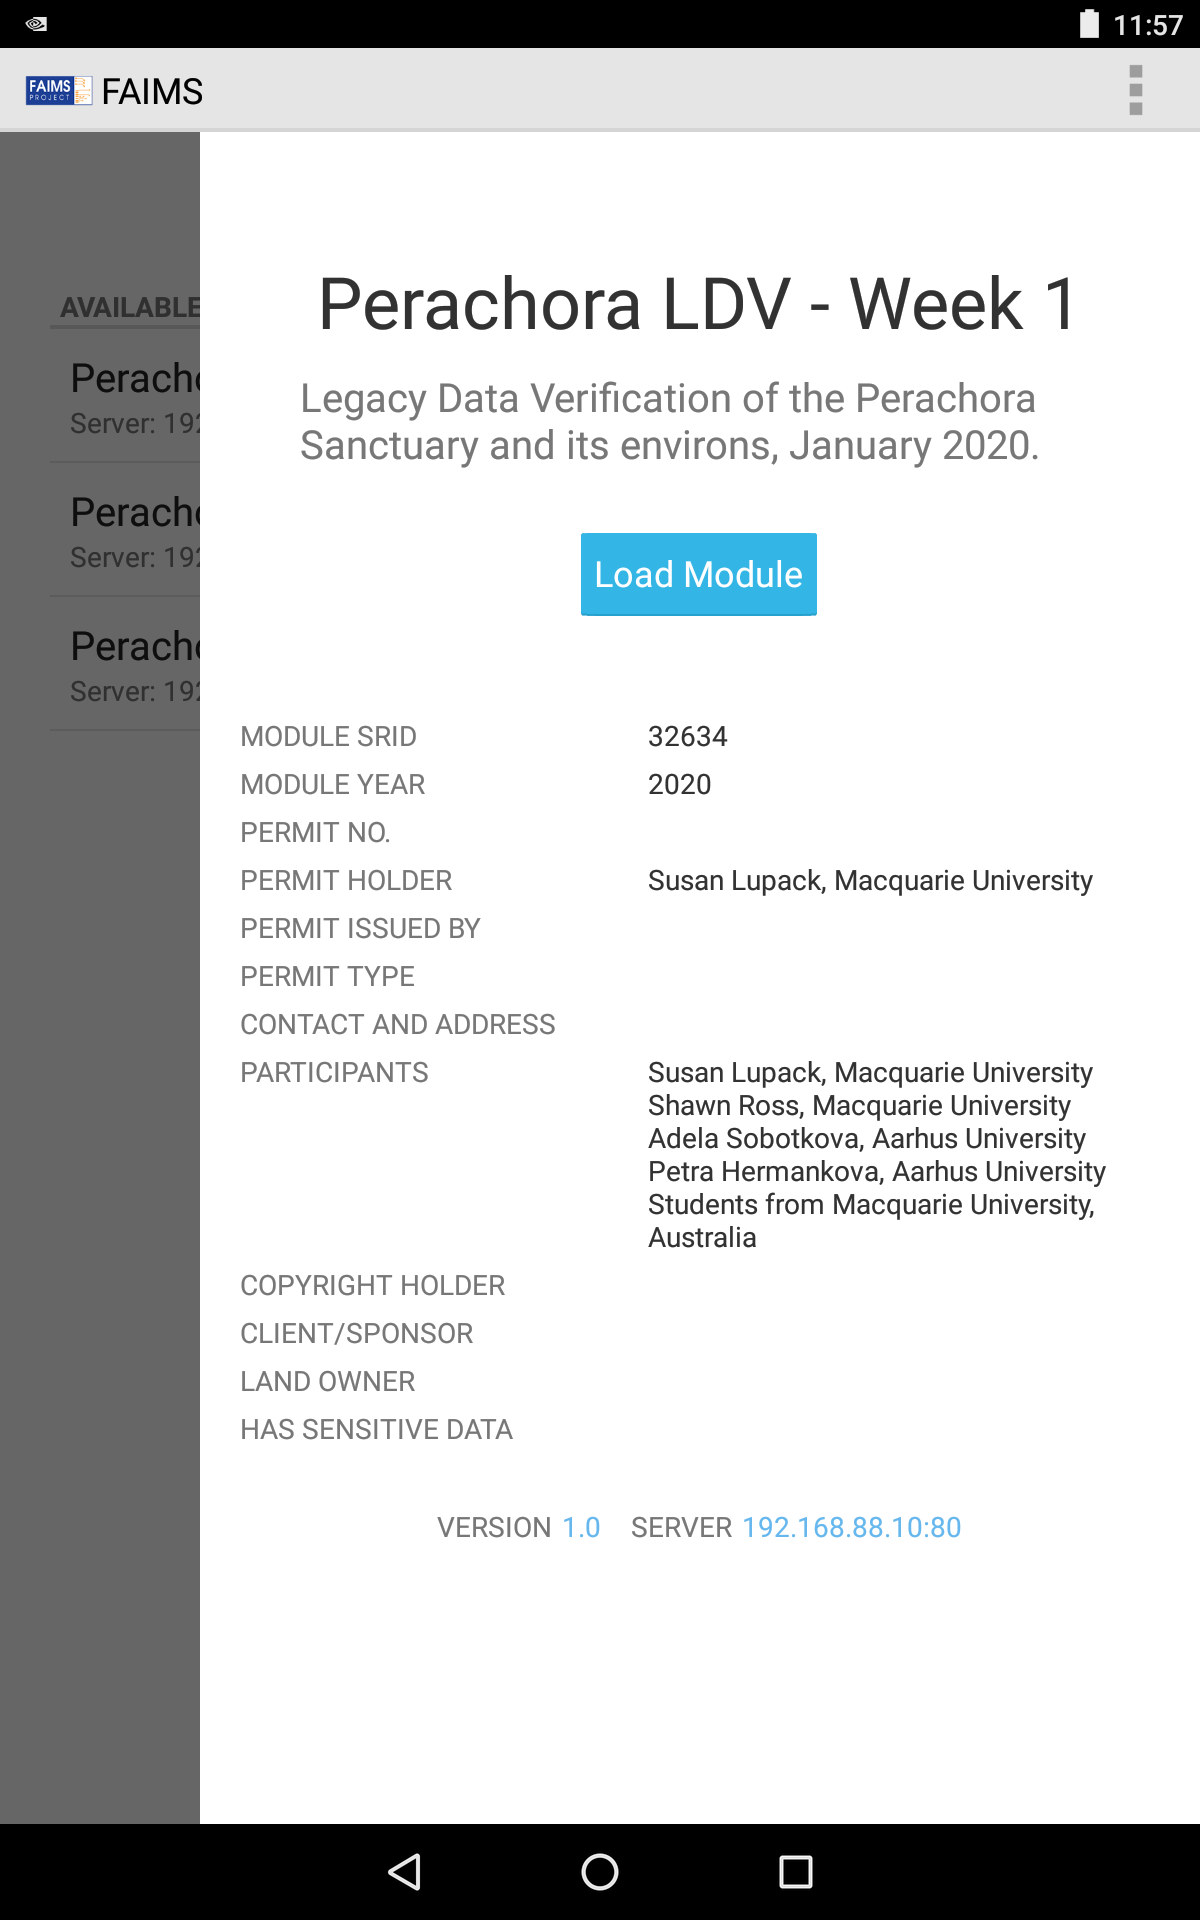 11:57
FAIMS
PROJECT
FAIMS
AVAILABLE
Server: 192
Server: 192
Server: 192
Perachora LDV - Week 1
Legacy Data Verification of the Perachora
Sanctuary and its environs, January 2020.
Load Module
MODULE SRID 32634
MODULE YEAR 2020
PERMIT NO.
PERMIT HOLDER Susan Lupack, Macquarie University
PERMIT ISSUED BY
PERMIT TYPE
CONTACT AND ADDRESS
PARTICIPANTS Susan Lupack, Macquarie University
Shawn Ross, Macquarie University
Adela Sobotkova, Aarhus University
Petra Hermankova, Aarhus University
Students from Macquarie University,
Australia
COPYRIGHT HOLDER
CLIENT/SPONSOR
LAND OWNER
HAS SENSITIVE DATA
VERSION 1.0 SERVER 192.168.88.10:80